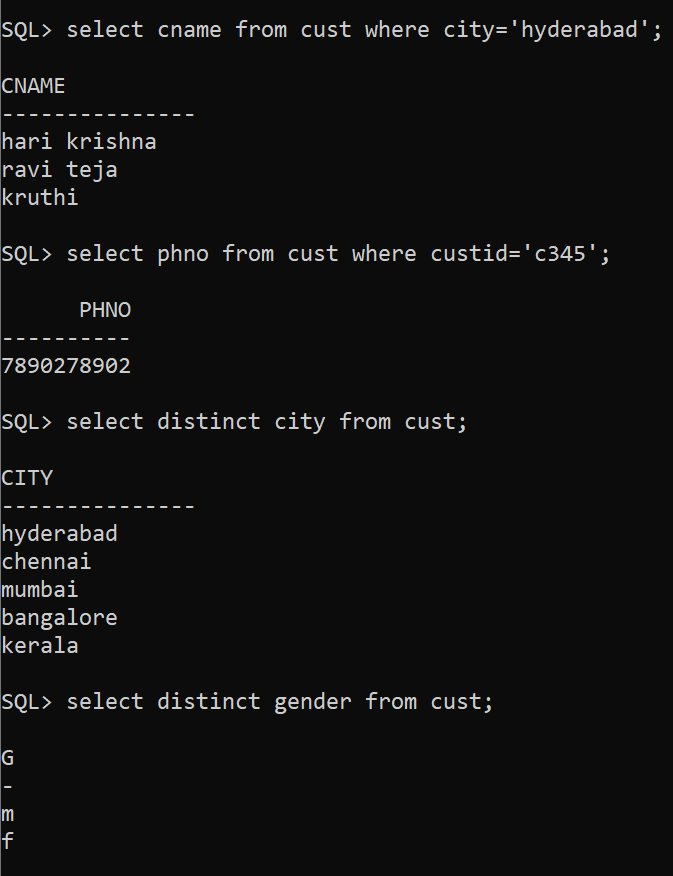 SQL> select cname from cust where city='hyderabad';
CNAME
---------------
hari krishna
ravi teja
kruthi
SQL> select phno from cust where custid='c345';
      PHNO
----------
7890278902
SQL> select distinct city from cust;
CITY
---------------
hyderabad
chennai
mumbai
bangalore
kerala
SQL> select distinct gender from cust;
G
-
m
f